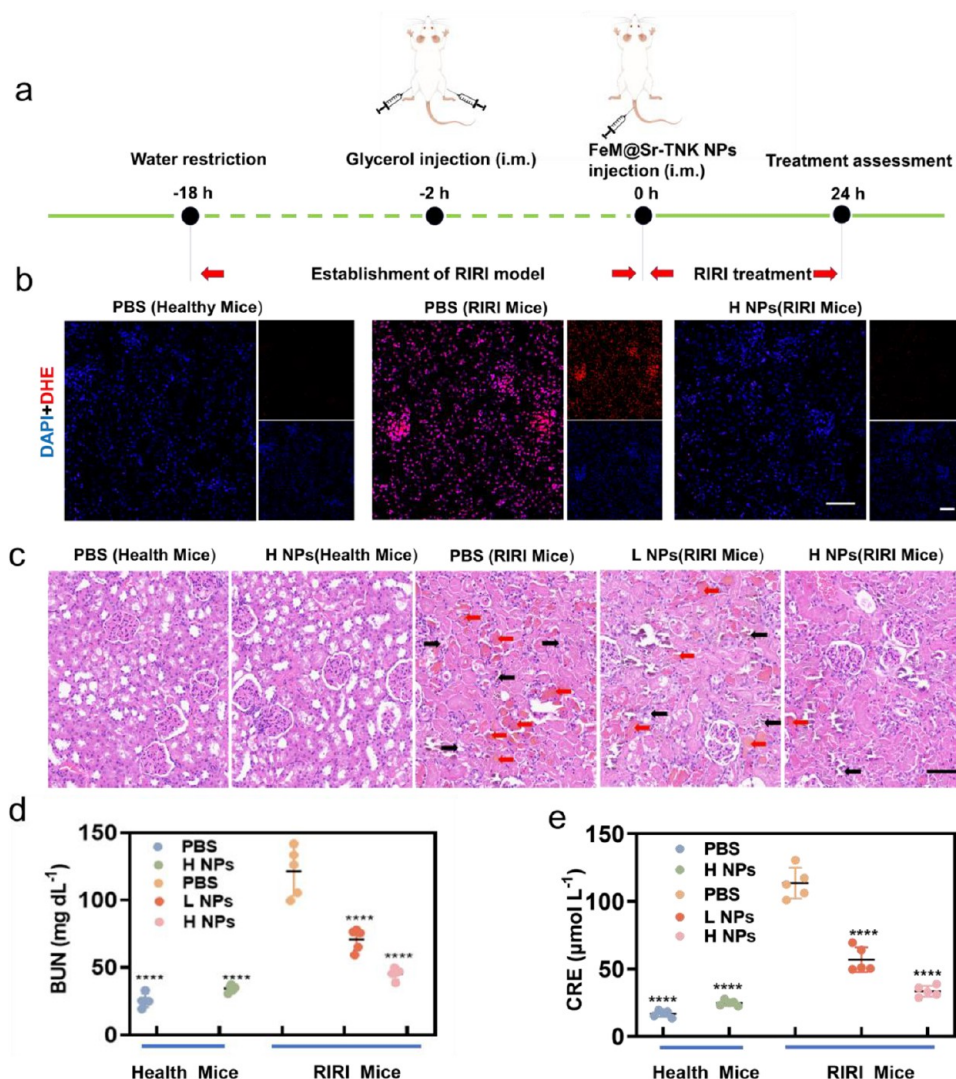 a
Water restriction
Glycerol injection (i.m.)
FeM@Sr-TNK NPs
injection (i.m.)
Treatment assessment
-18 h
-2 h
0 h
24 h
Establishment of RIRI model
RIRI treatment
b
PBS (Healthy Mice)
PBS (RIRI Mice)
H NPs(RIRI Mice)
DAPI+DHE
c
PBS (Health Mice)
H NPs(Health Mice)
PBS (RIRI Mice)
L NPs(RIRI Mice)
H NPs(RIRI Mice)
d
BUN (mg dL⁻¹)
150
100
50
0
PBS
H NPs
PBS
L NPs
H NPs
****
****
****
****
Health Mice
RIRI Mice
e
CRE (μmol L⁻¹)
150
100
50
0
PBS
H NPs
PBS
L NPs
H NPs
****
****
****
****
Health Mice
RIRI Mice